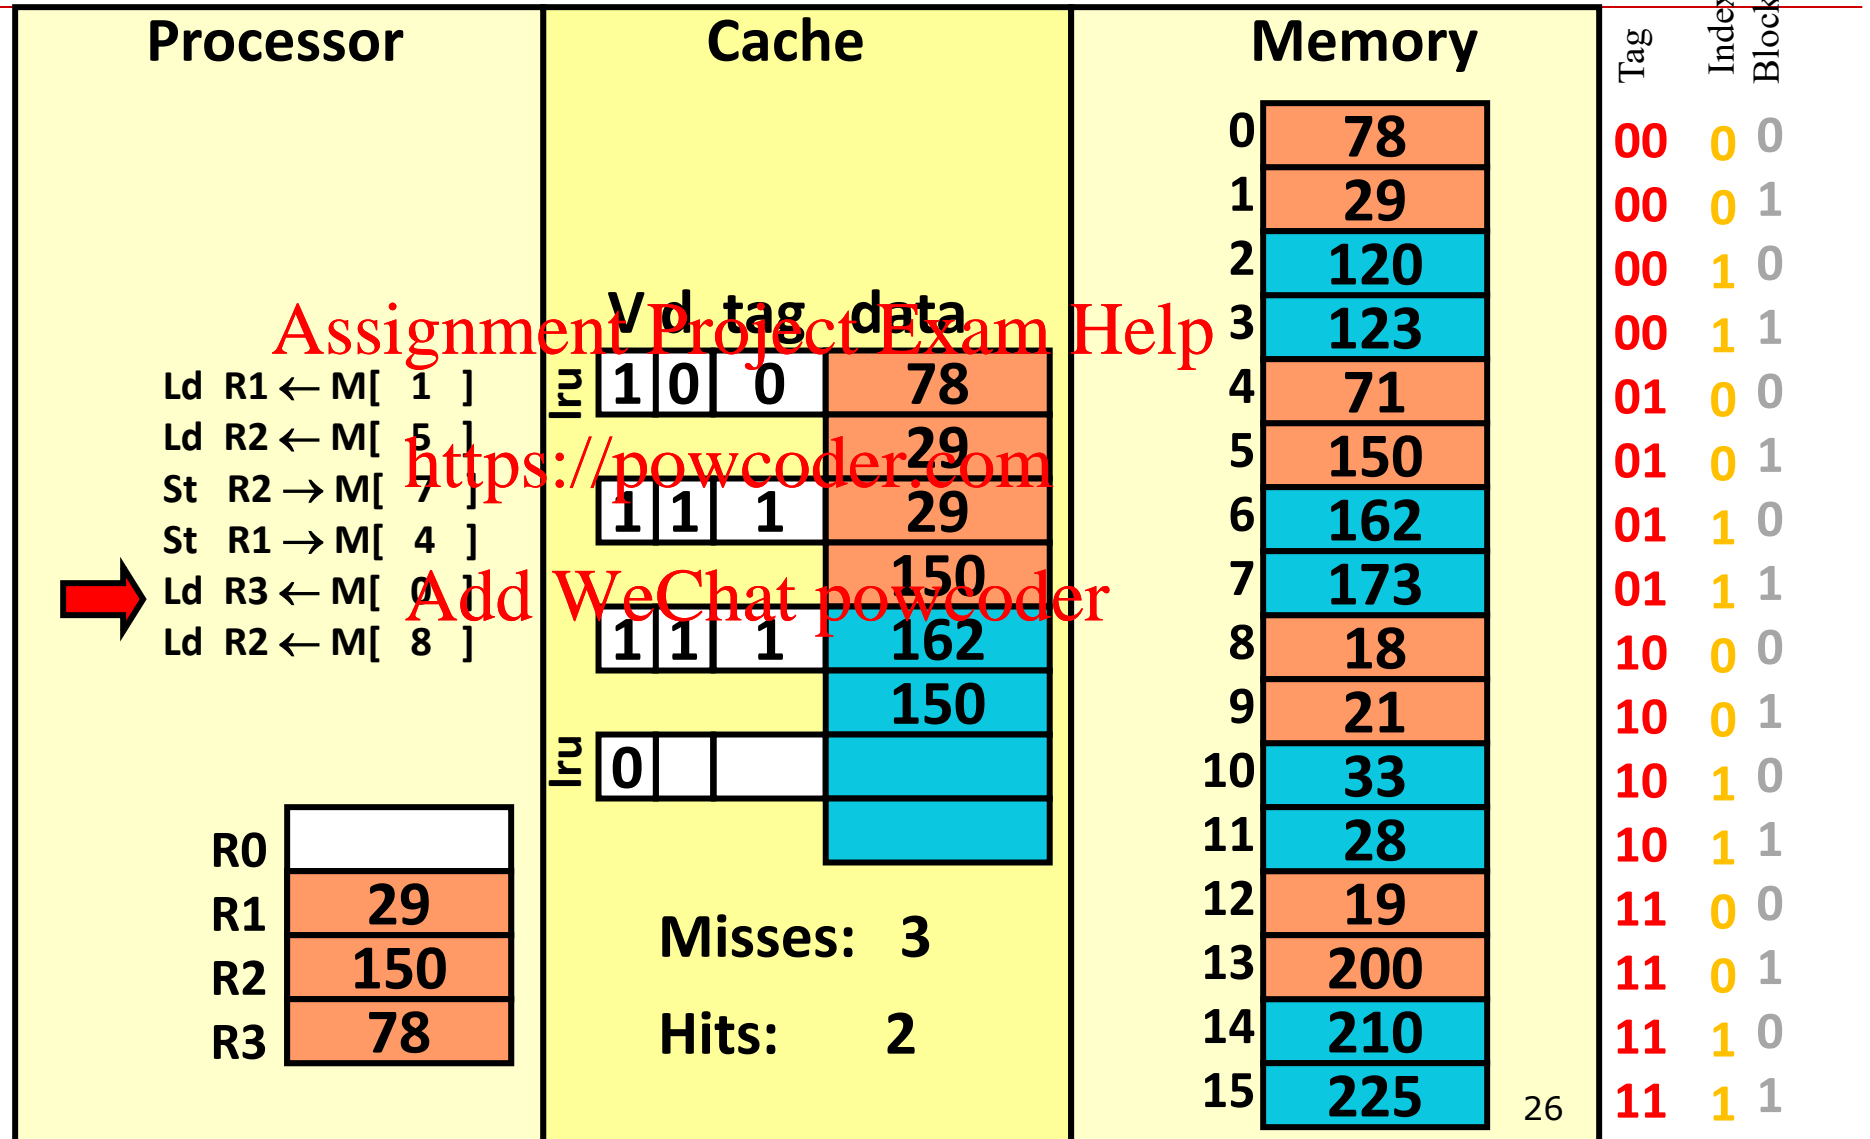 Processor Cache Memory Tag Index Block
0 78 00 0 0
1 29 00 0 1
2 120 00 1 0
V d tag data
Assignment Project Exam Help
3 123 00 1 1
Ld R1 ← M[ 1 ]
lru 1 0 0 78
4 71 01 0 0
Ld R2 ← M[ 5 ]
29
https://powcoder.com
5 150 01 0 1
St R2 → M[ 7 ]
1 1 1 29
6 162 01 1 0
St R1 → M[ 4 ]
150
7 173 01 1 1
Ld R3 ← M[ 0 ]
Add WeChat powcoder
Ld R2 ← M[ 8 ]
1 1 1 162
8 18 10 0 0
150
9 21 10 0 1
lru 0
10 33 10 1 0
R0
11 28 10 1 1
R1 29
Misses: 3
12 19 11 0 0
R2 150
13 200 11 0 1
R3 78
Hits: 2
14 210 11 1 0
15 225 11 1 1
26